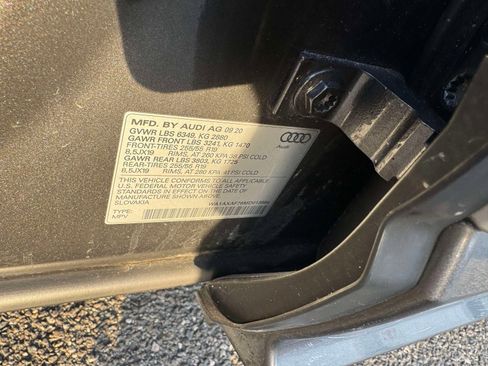 MFD. BY AUDI AG 09 20
GVWR LBS 6349, KG 2880
GAWR FRONT LBS 3241, KG 1470
FRONT-TIRES 255/55 R19
8,5JX19 RIMS, AT 260 KPA 38 PSI COLD
GAWR REAR LBS 3803, KG 1725
REAR-TIRES 255/55 R19
8,5JX19 RIMS, AT 280 KPA 41 PSI COLD
THIS VEHICLE CONFORMS TO ALL APPLICABLE
U.S. FEDERAL MOTOR VEHICLE SAFETY
STANDARDS IN EFFECT ON THE DATE OF
MANUFACTURE SHOWN ABOVE
SLOVAKIA
TYPE:
MPV
Audi